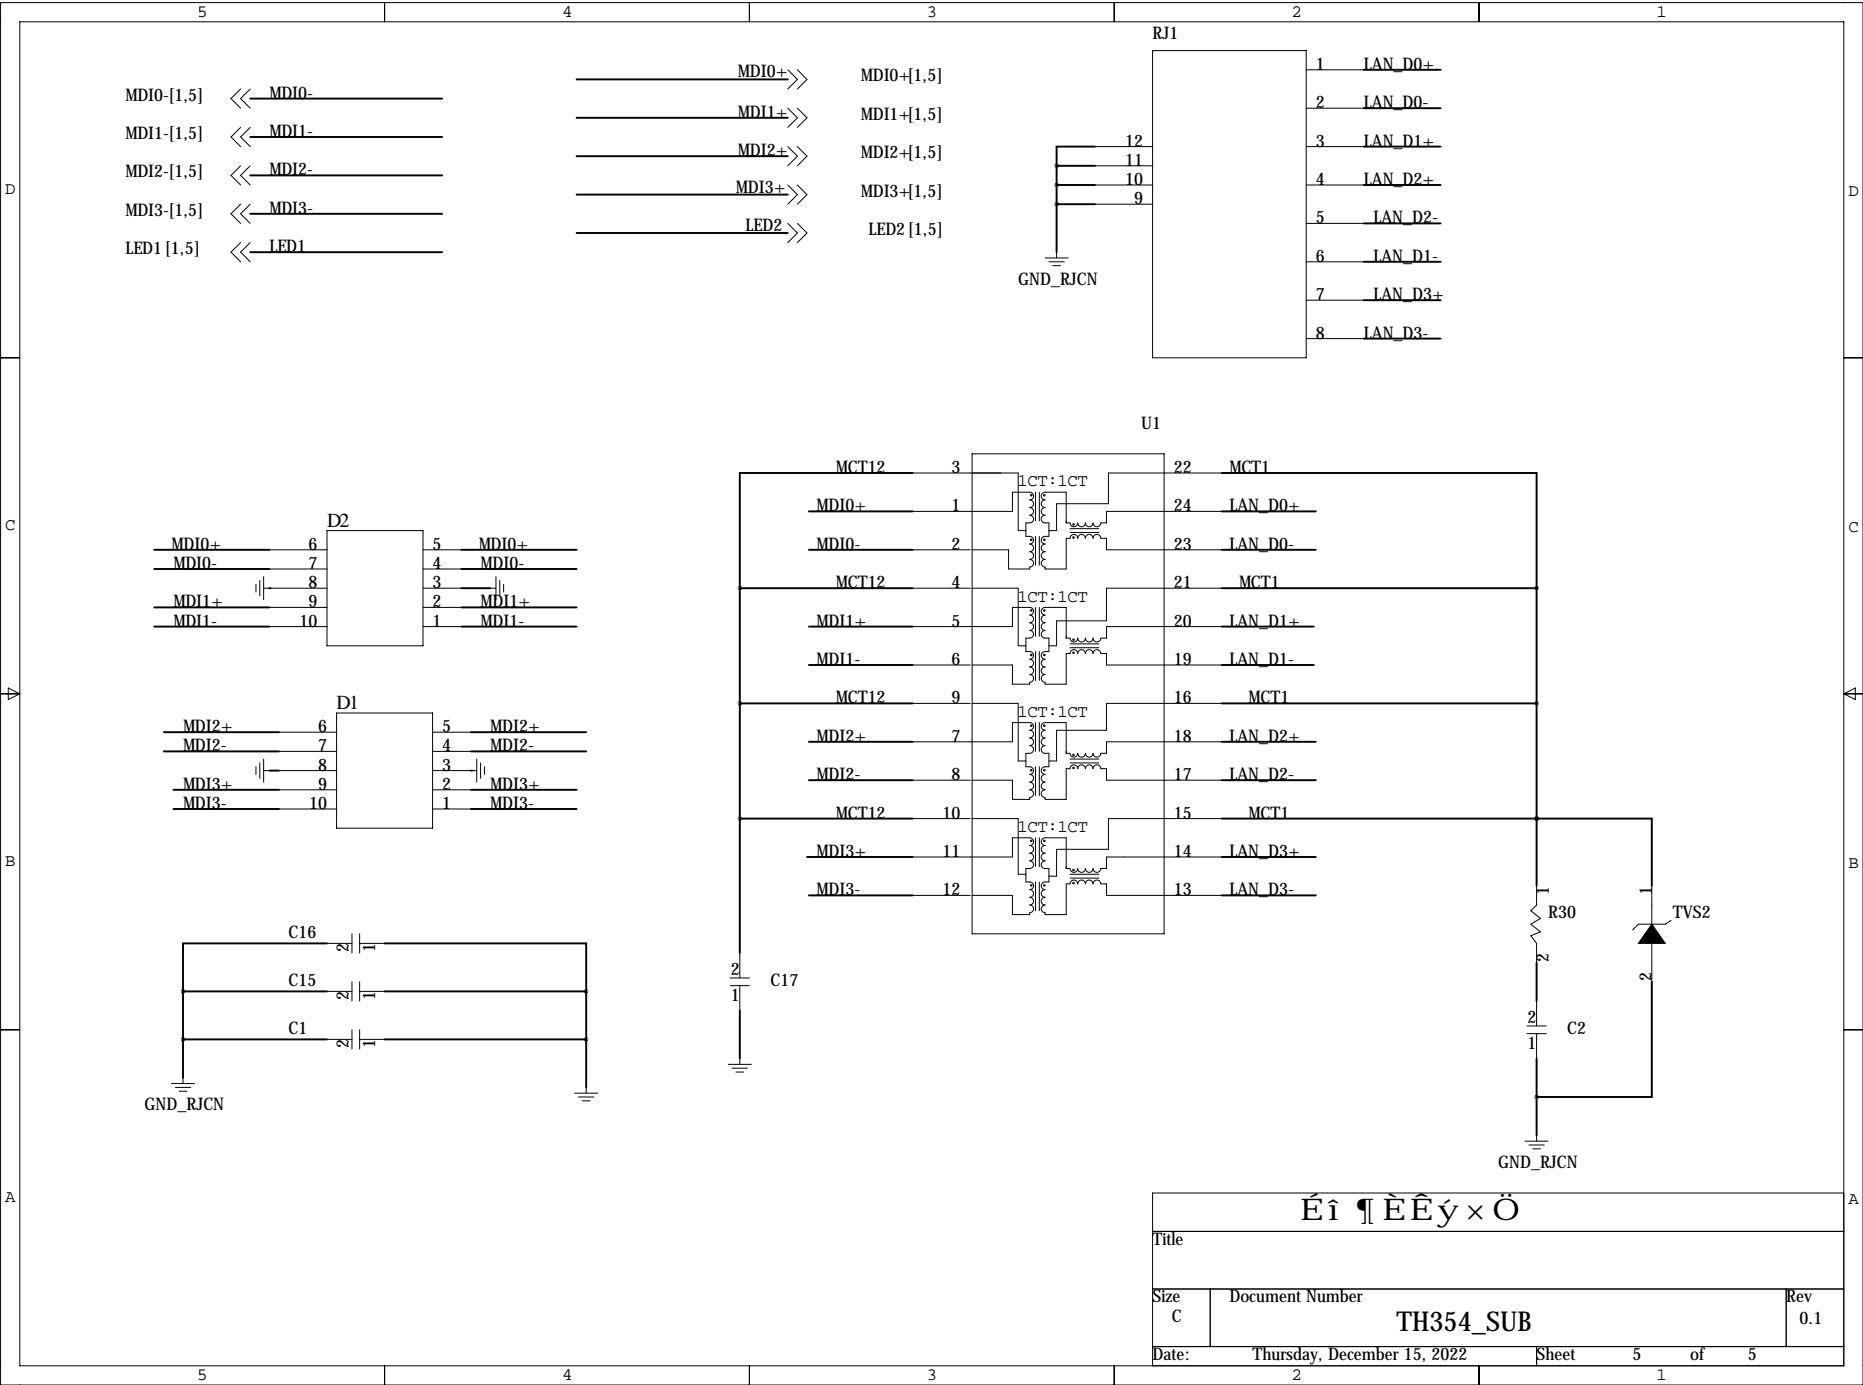 5 4 3 2 1
RJ1
MDI0+ MDI0+[1,5]
MDI0-[1,5] MDI0-
MDI1+ MDI1+[1,5]
MDI1-[1,5] MDI1-
MDI2+ MDI2+[1,5]
MDI2-[1,5] MDI2-
MDI3+ MDI3+[1,5]
MDI3-[1,5] MDI3-
LED2 LED2 [1,5]
LED1 [1,5] LED1
1 LAN_D0+
2 LAN_D0-
12
3 LAN_D1+
11
10
4 LAN_D2+
9
5 LAN_D2-
6 LAN_D1-
7 LAN_D3+
8 LAN_D3-
GND_RJCN
D D
U1
MCT12 3 1CT:1CT 22 MCT1
MDI0+ 1 24 LAN_D0+
MDI0- 2 23 LAN_D0-
MCT12 4 1CT:1CT 21 MCT1
MDI1+ 5 20 LAN_D1+
MDI1- 6 19 LAN_D1-
MCT12 9 1CT:1CT 16 MCT1
MDI2+ 7 18 LAN_D2+
MDI2- 8 17 LAN_D2-
MCT12 10 1CT:1CT 15 MCT1
MDI3+ 11 14 LAN_D3+
MDI3- 12 13 LAN_D3-
C C
D2
MDI0+ 6 5 MDI0+
MDI0- 7 4 MDI0-
8 3
MDI1+ 9 2 MDI1+
MDI1- 10 1 MDI1-
D1
MDI2+ 6 5 MDI2+
MDI2- 7 4 MDI2-
8 3
MDI3+ 9 2 MDI3+
MDI3- 10 1 MDI3-
B B
C16 2 1
C15 2 1
C1 2 1
GND_RJCN
2
C17
1
1
R30
2
1
TVS2
2
2
C2
1
GND_RJCN
A A
Éî ¶ÈÊý×Ö
Title
Size
C
Document Number
TH354_SUB
Rev
0.1
Date: Thursday, December 15, 2022 Sheet 5 of 5
5 4 3 2 1